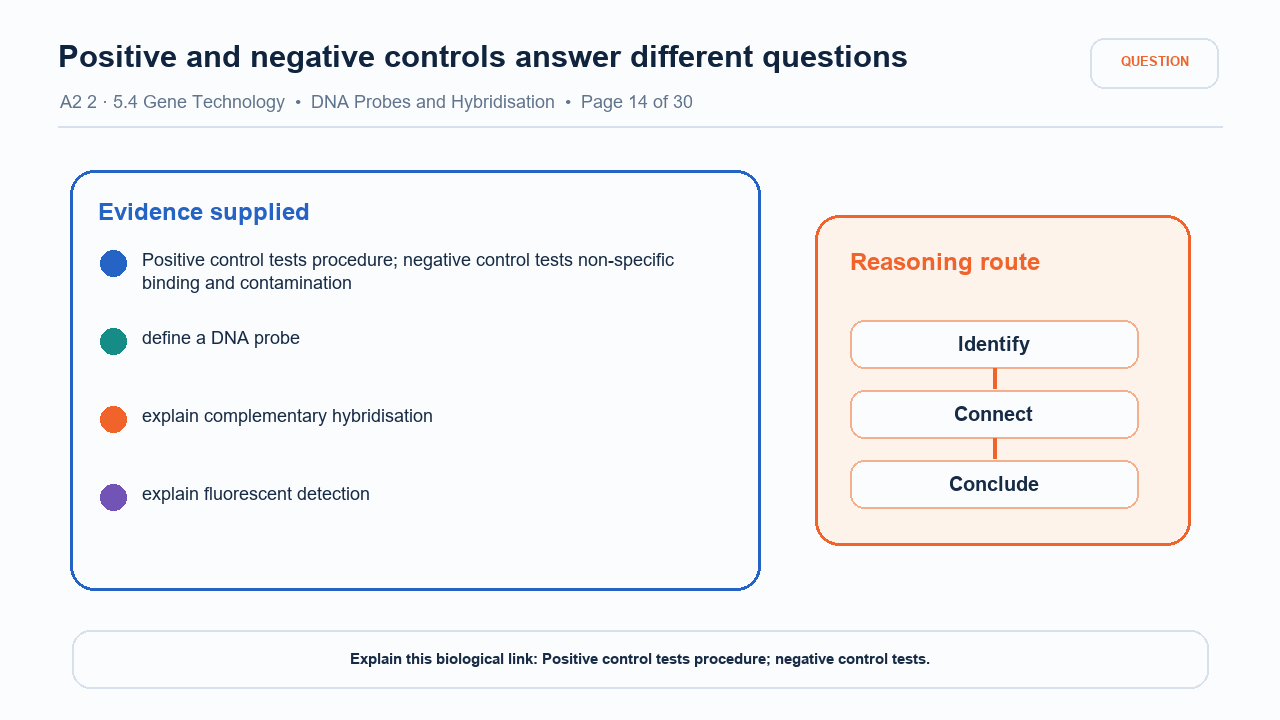 Positive and negative controls answer different questions
QUESTION
A2 2 · 5.4 Gene Technology • DNA Probes and Hybridisation • Page 14 of 30
Evidence supplied
Positive control tests procedure; negative control tests non-specific
binding and contamination
define a DNA probe
explain complementary hybridisation
explain fluorescent detection
Reasoning route
Identify
Connect
Conclude
Explain this biological link: Positive control tests procedure; negative control tests.